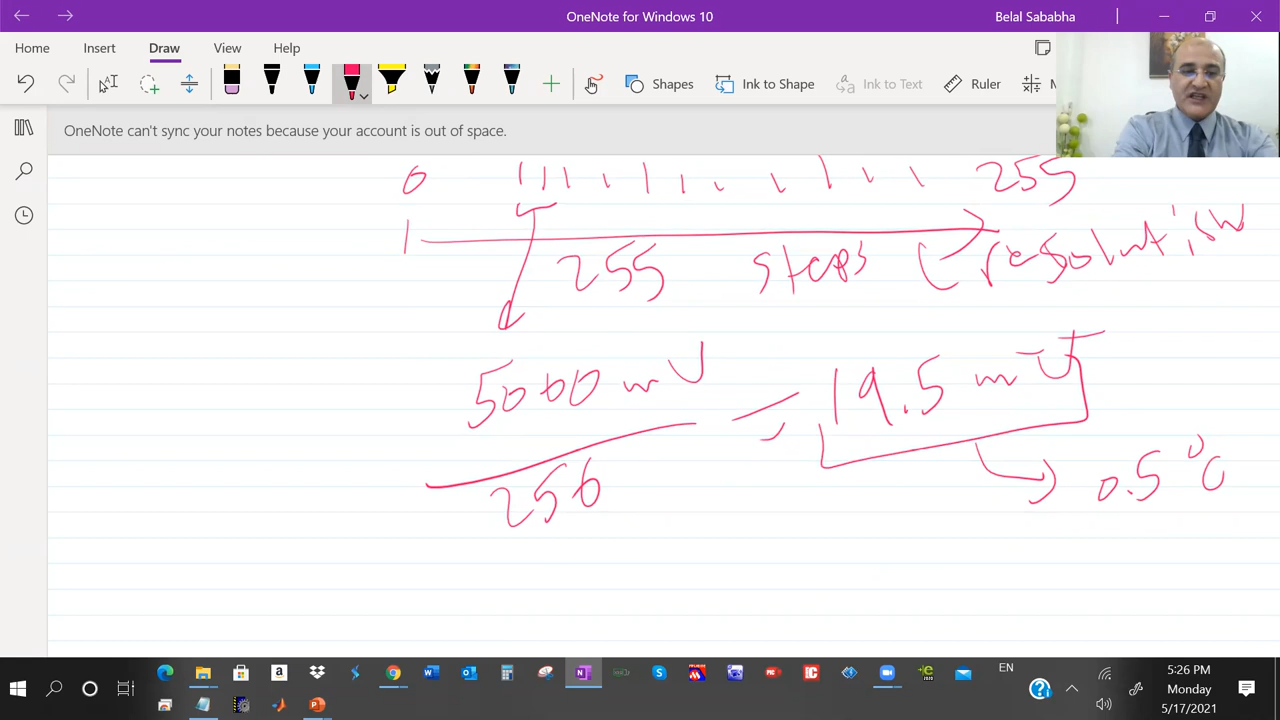 OneNote for Windows 10
Belal Sababha
Home Insert Draw View Help
Shapes Ink to Shape Ink to Text Ruler M
OneNote can't sync your notes because your account is out of space.
0 255
1 255 steps resolution
5000 mV
256
= 19.5 mV
0.5 °C
EN
5:26 PM
Monday
5/17/2021